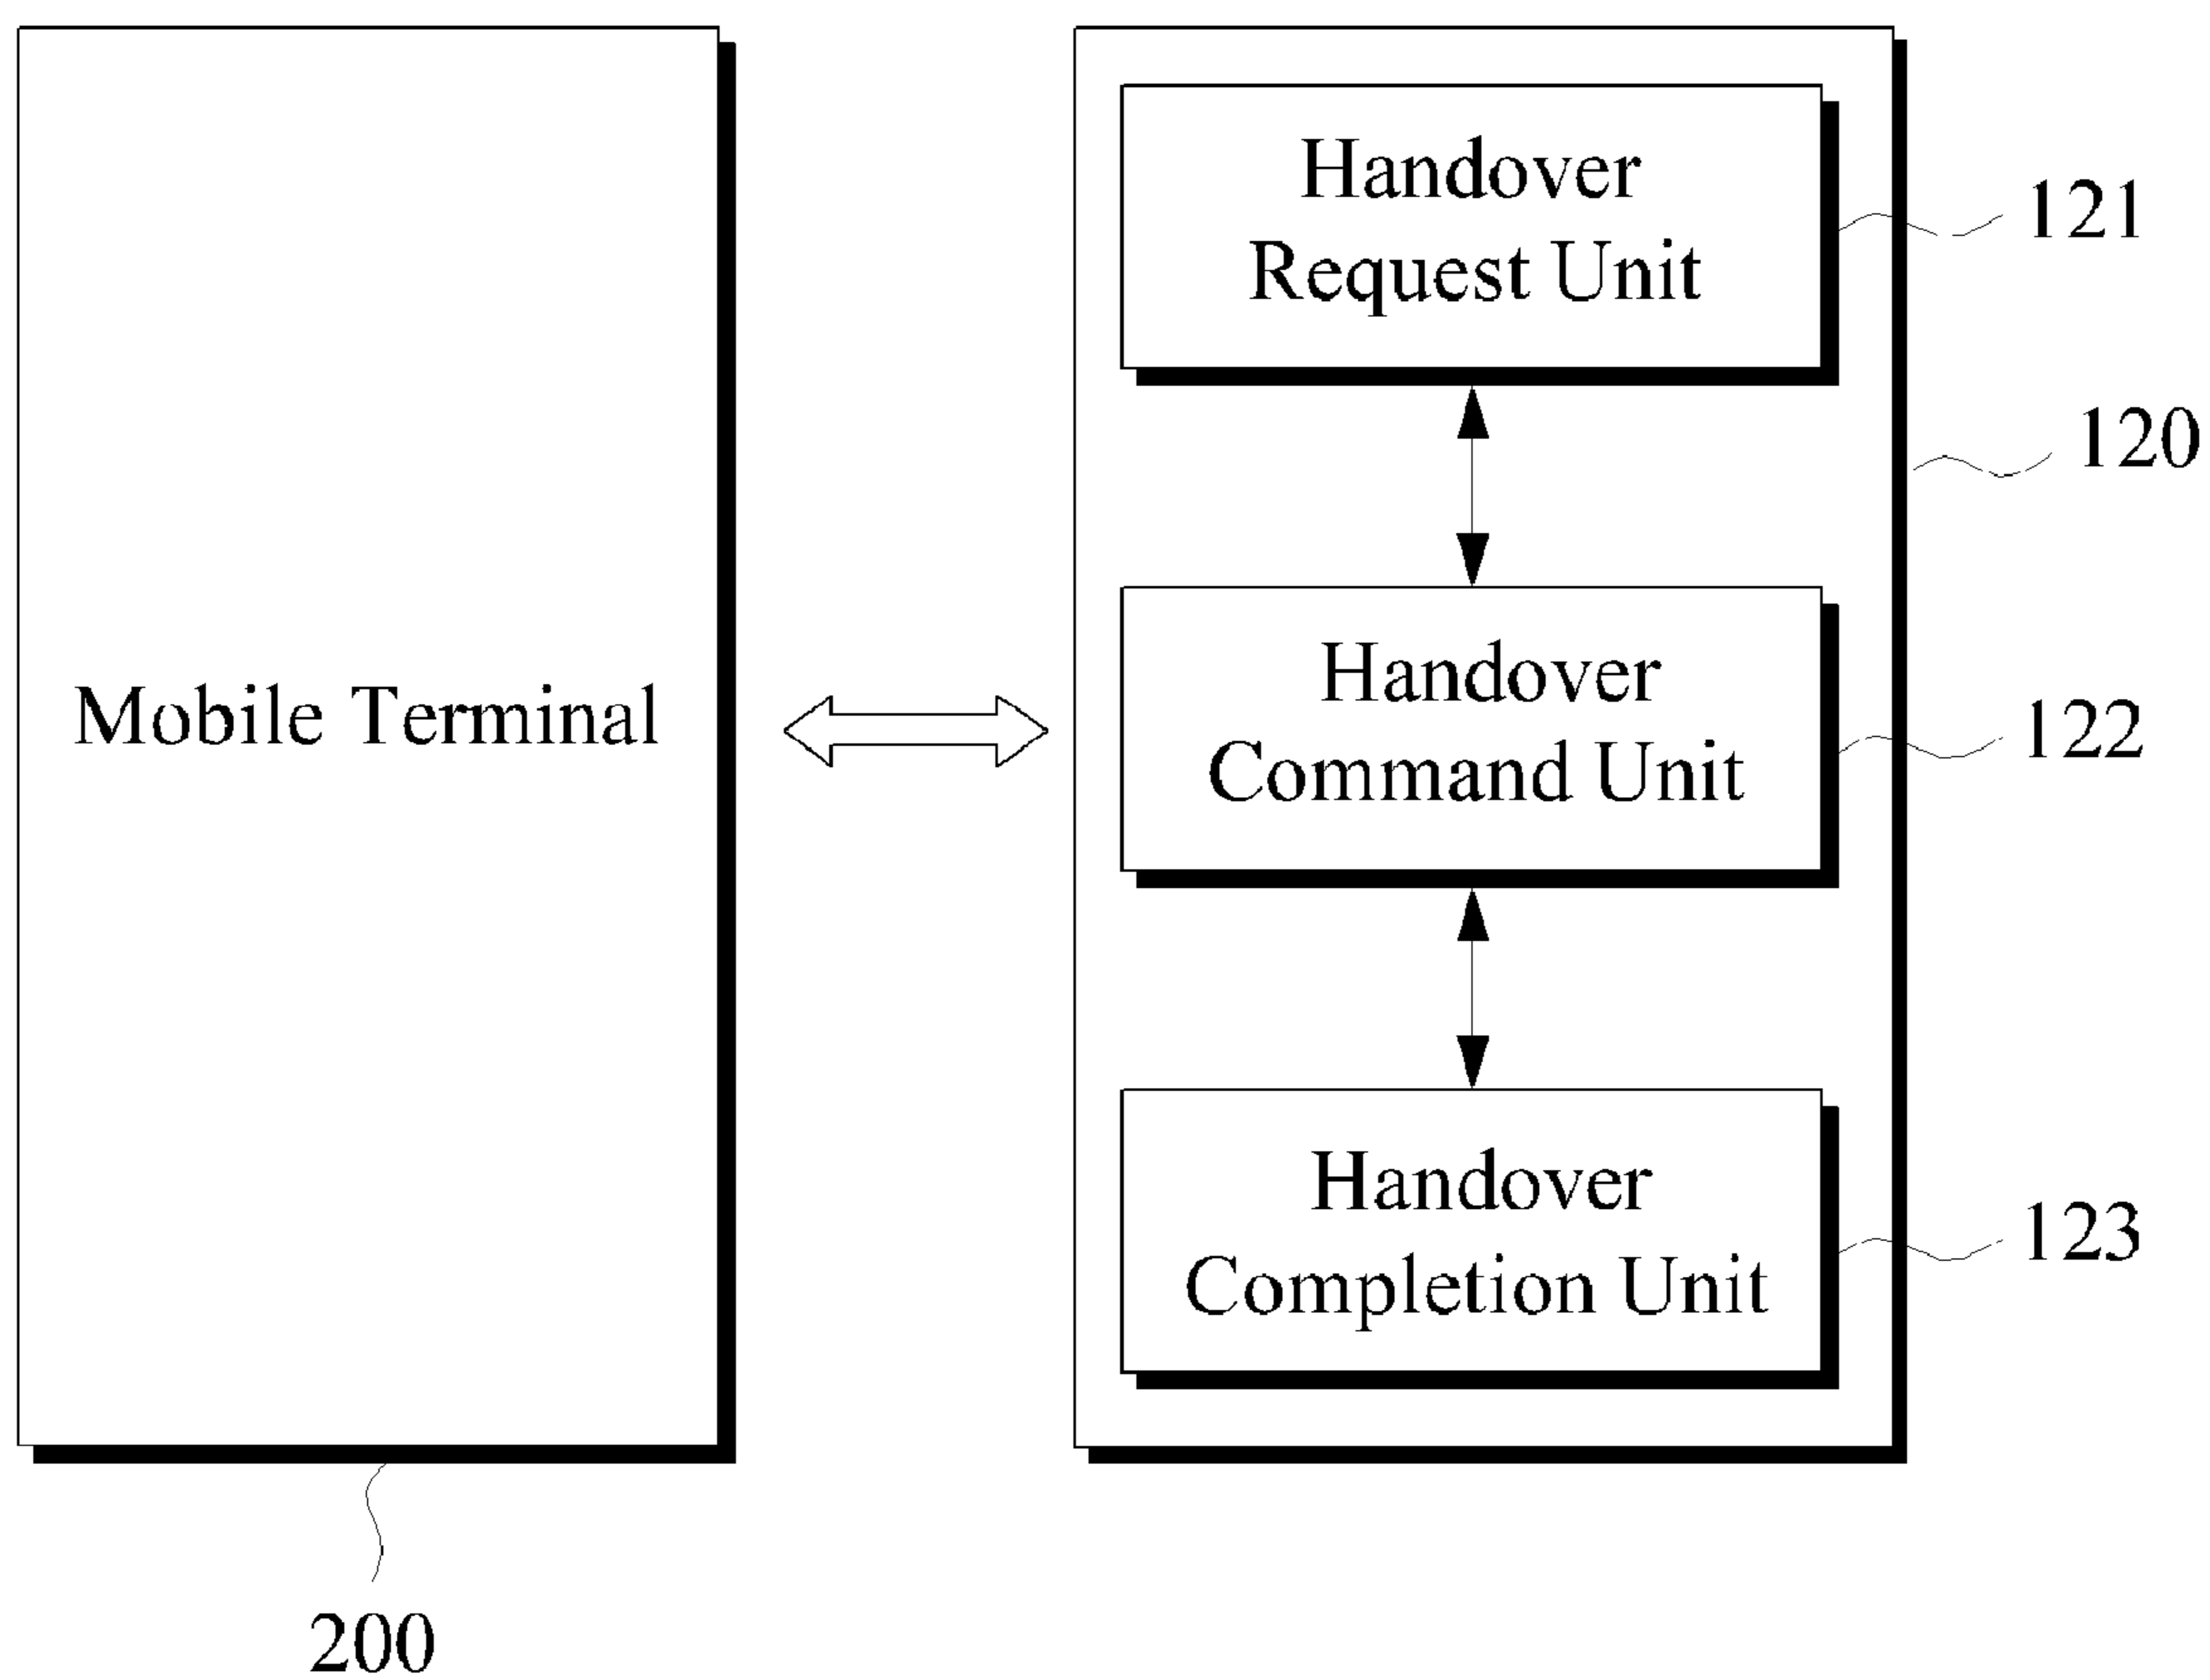 Mobile Terminal
200
Handover
Request Unit
121
120
Handover
Command Unit
122
Handover
Completion Unit
123